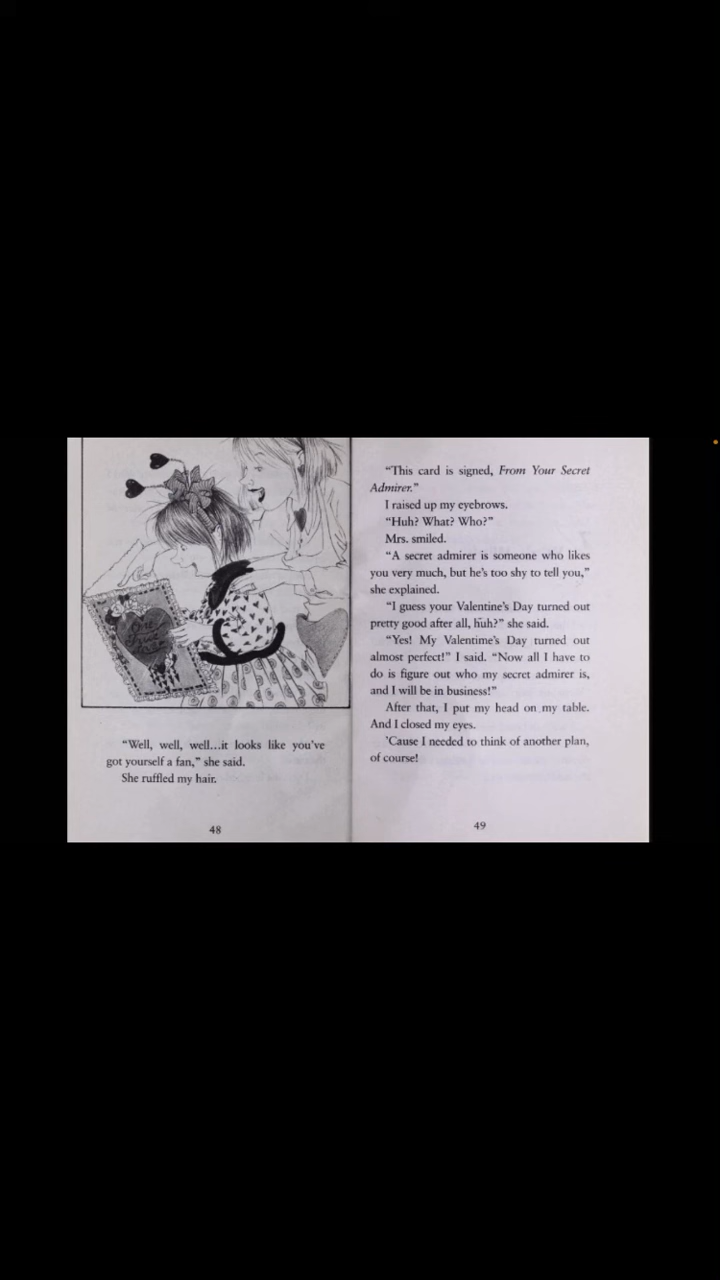 "Well, well, well...it looks like you've
got yourself a fan," she said.
She ruffled my hair.
48
"This card is signed, From Your Secret
Admirer."
I raised up my eyebrows.
"Huh? What? Who?"
Mrs. smiled.
"A secret admirer is someone who likes
you very much, but he's too shy to tell you,"
she explained.
"I guess your Valentine's Day turned out
pretty good after all, huh?" she said.
"Yes! My Valentime's Day turned out
almost perfect!" I said. "Now all I have to
do is figure out who my secret admirer is,
and I will be in business!"
After that, I put my head on my table.
And I closed my eyes.
'Cause I needed to think of another plan,
of course!
49